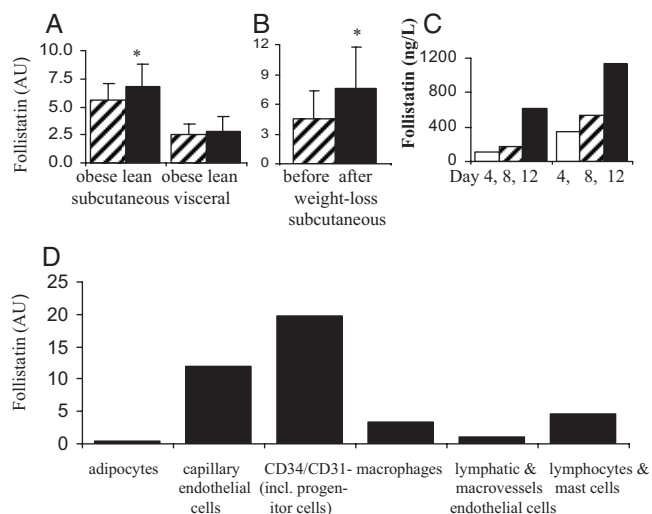 A
Follistatin (AU)
10.0
7.5
5.0
2.5
0.0
*
obese lean obese lean
subcutaneous visceral
B
12
9
6
3
0
*
before after
weight-loss
subcutaneous
C
Follistatin (ng/L)
1200
800
400
0
Day 4, 8, 12 4, 8, 12
D
Follistatin (AU)
25
20
15
10
5
0
adipocytes
capillary
endothelial
cells
CD34/CD31-
(incl. progen-
itor cells)
macrophages
lymphatic &
macrovessels
endothelial cells
lymphocytes &
mast cells